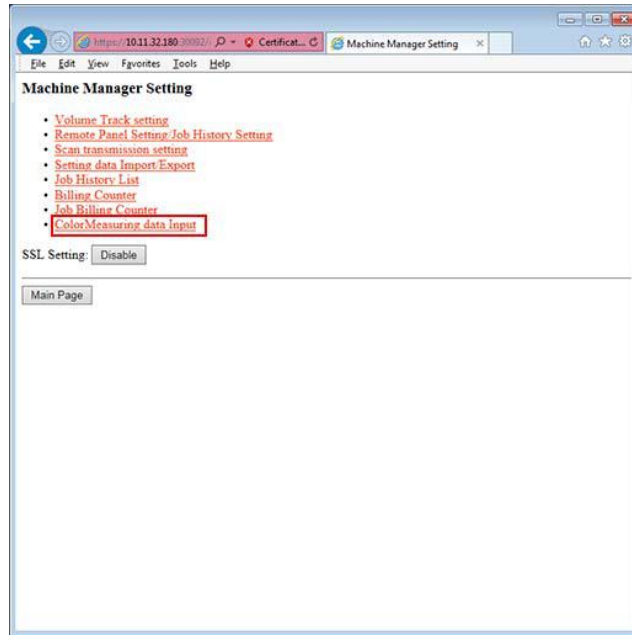 https://10.11.32.180:30092/ Certificat... Machine Manager Setting
File Edit View Favorites Tools Help
Machine Manager Setting
Volume Track setting
Remote Panel Setting/Job History Setting
Scan transmission setting
Setting data Import/Export
Job History List
Billing Counter
Job Billing Counter
ColorMeasuring data Input
SSL Setting: Disable
Main Page